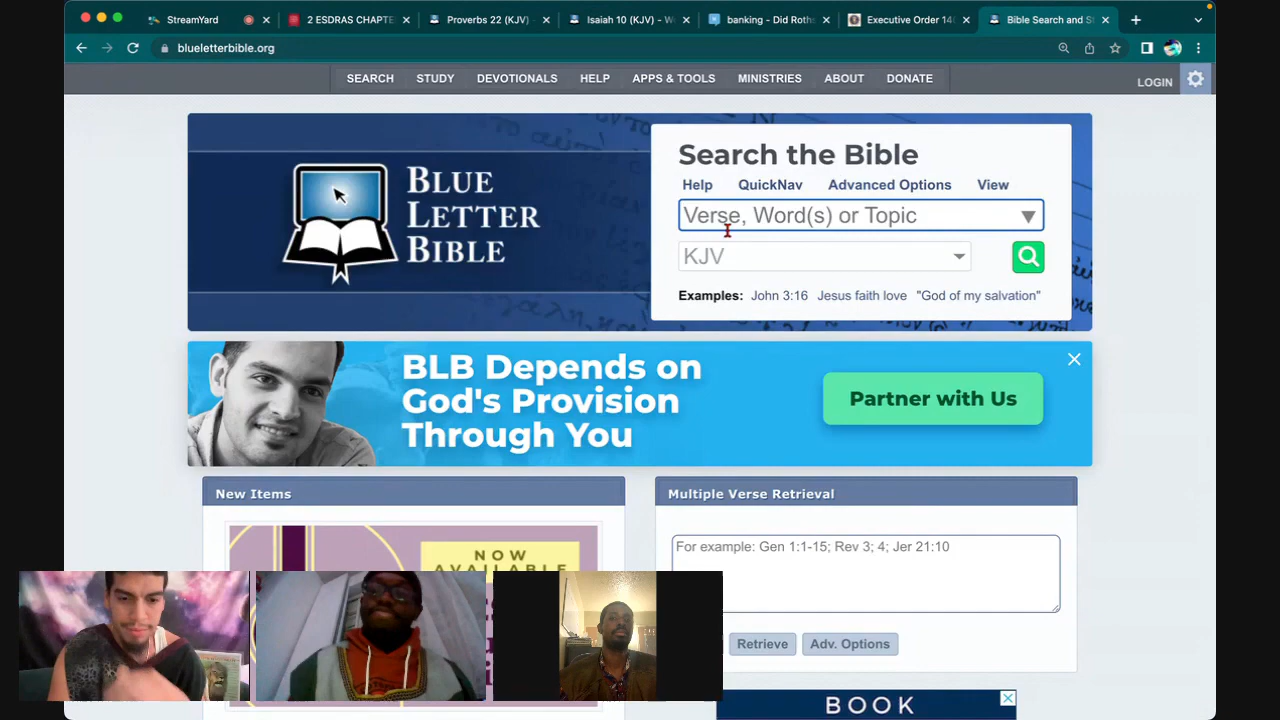 StreamYard
2 ESDRAS CHAPTE
Proverbs 22 (KJV)
Isaiah 10 (KJV) - W
banking - Did Roths
Executive Order 140
Bible Search and St
blueletterbible.org
SEARCH STUDY DEVOTIONALS HELP APPS & TOOLS MINISTRIES ABOUT DONATE
LOGIN
BLUE
LETTER
BIBLE
Search the Bible
Help QuickNav Advanced Options View
Verse, Word(s) or Topic
KJV
Examples: John 3:16 Jesus faith love "God of my salvation"
BLB Depends on
God's Provision
Through You
Partner with Us
New Items
Multiple Verse Retrieval
NOW
AVAILABLE
For example: Gen 1:1-15; Rev 3; 4; Jer 21:10
Retrieve Adv. Options
BOOK